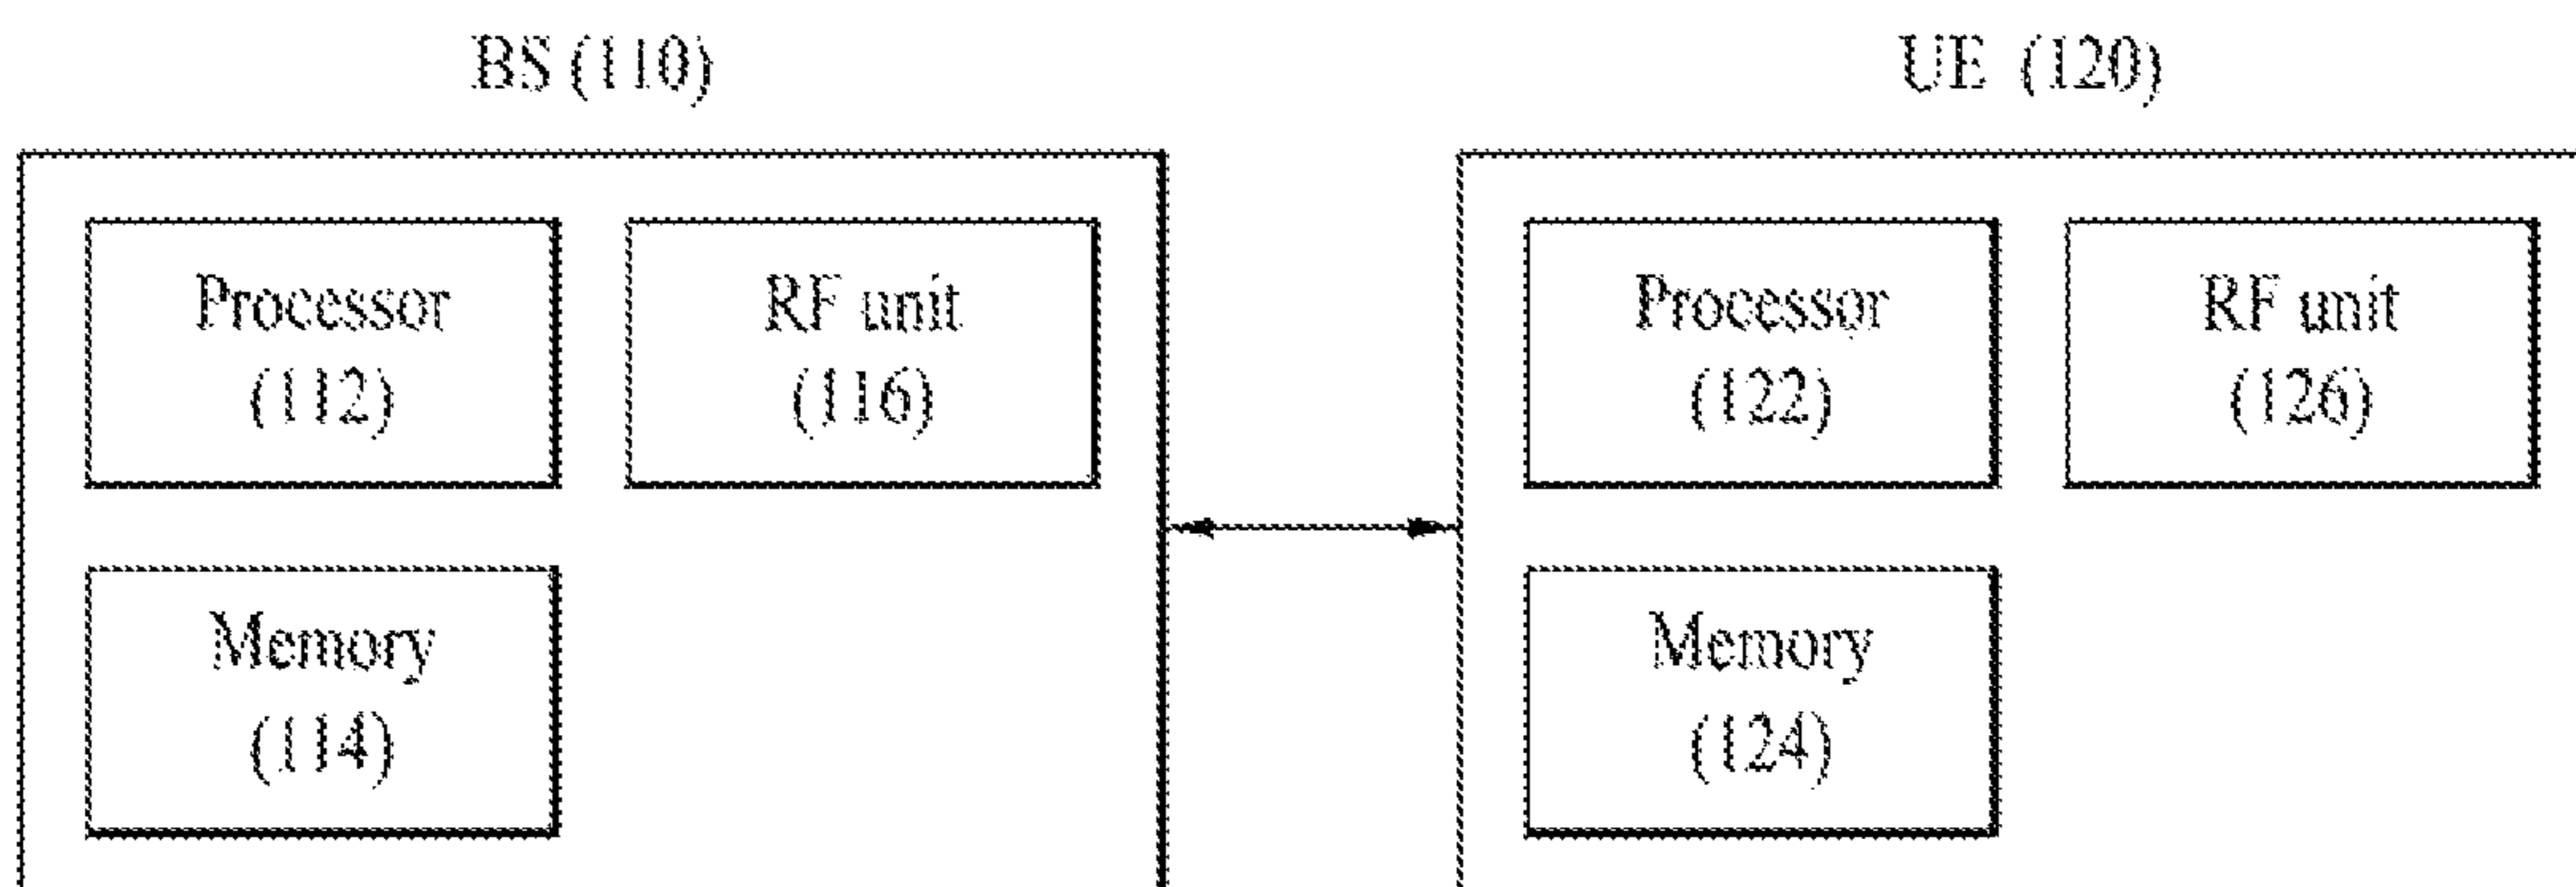 BS (110)
UE (120)
Processor
(112)
RF unit
(116)
Processor
(122)
RF unit
(126)
Memory
(114)
Memory
(124)